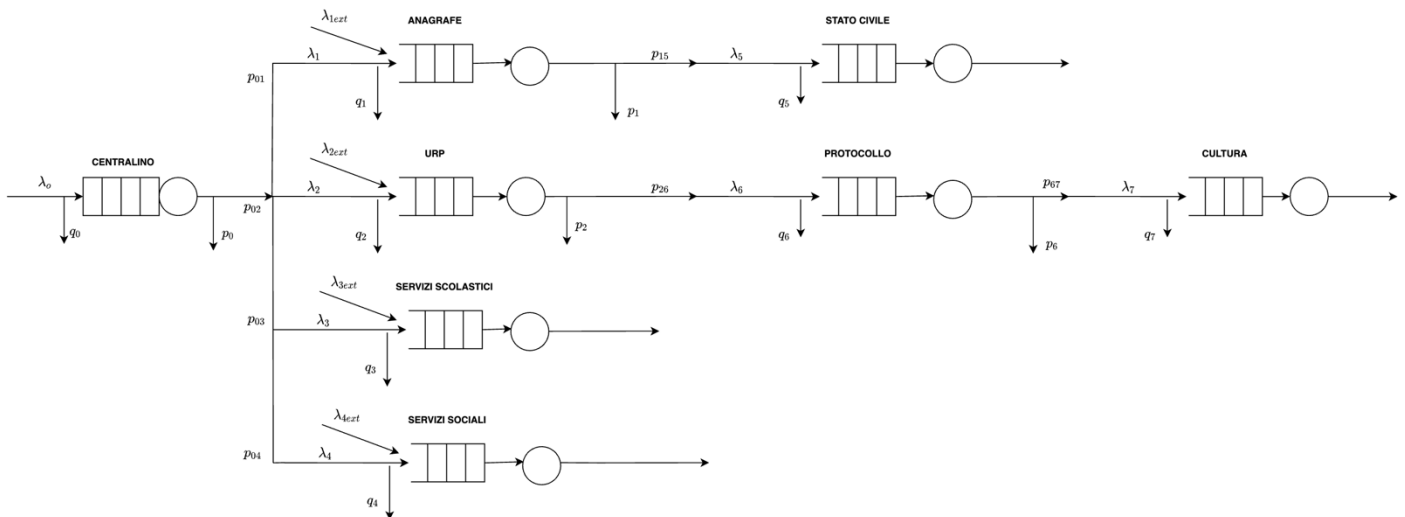 ANAGRAFE
STATO CIVILE
λ1ext
λ1
p01
q1
p15
p1
λ5
q5
CENTRALINO
URP
PROTOCOLLO
CULTURA
λo
q0
p0
p02
λ2ext
λ2
q2
p26
p2
λ6
q6
p67
p6
λ7
q7
SERVIZI SCOLASTICI
λ3ext
p03
λ3
q3
SERVIZI SOCIALI
λ4ext
p04
λ4
q4